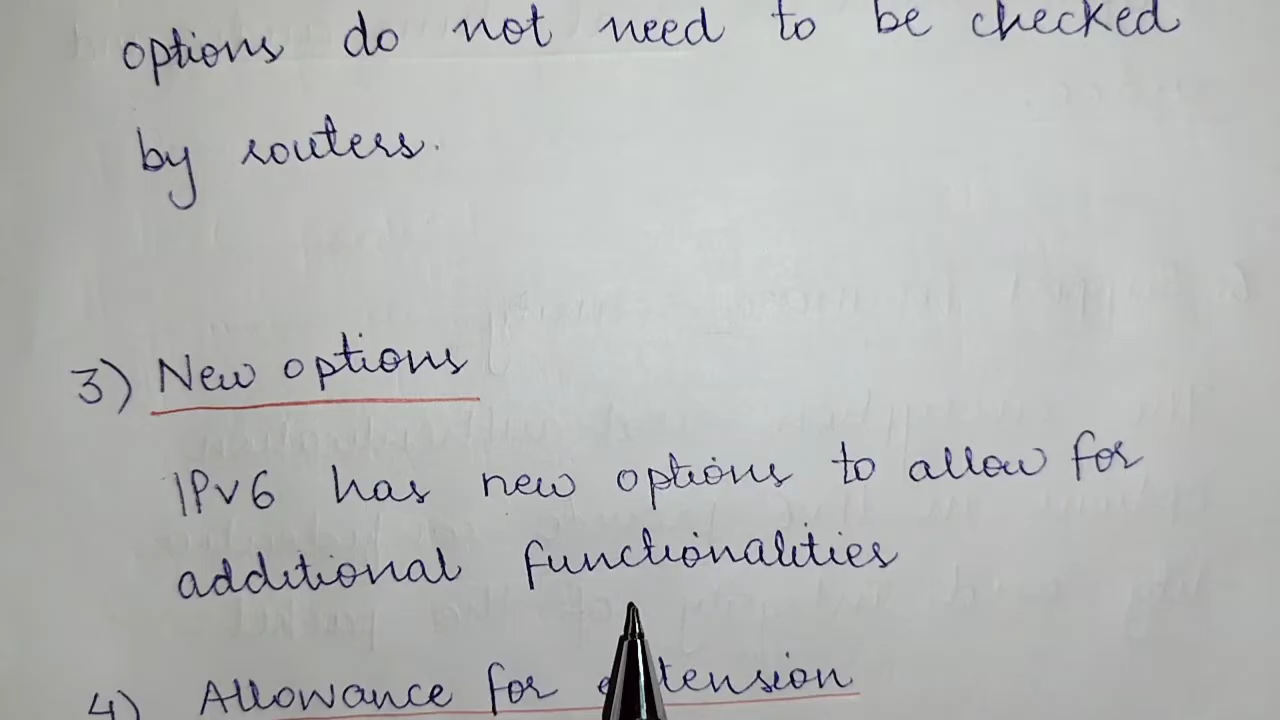 options do not need to be checked
by routers.
3) New options
IPv6 has new options to allow for
additional functionalities
4) Allowance for extension